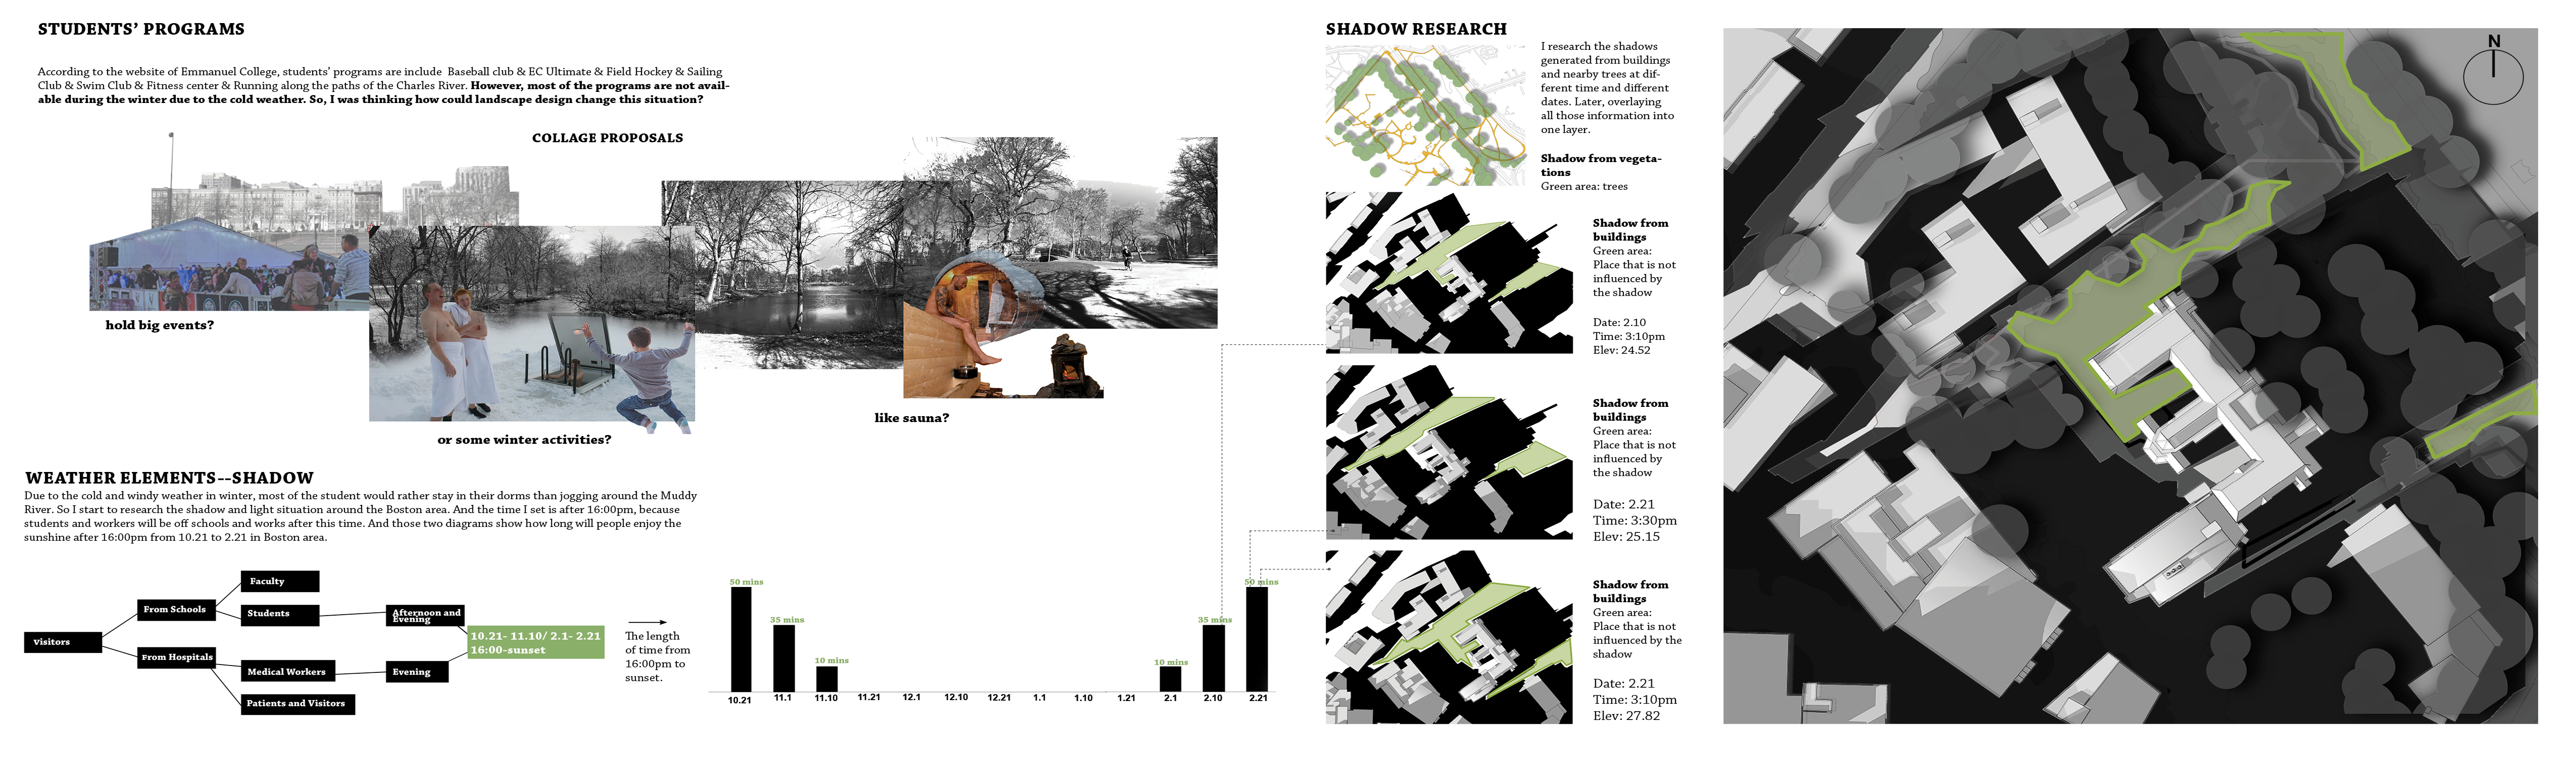 STUDENTS' PROGRAMS
According to the website of Emmanuel College, students' programs are include Baseball club & EC Ultimate & Field Hockey & Sailing
Club & Swim Club & Fitness center & Running along the paths of the Charles River. However, most of the programs are not avail-
able during the winter due to the cold weather. So, I was thinking how could landscape design change this situation?
COLLAGE PROPOSALS
hold big events?
or some winter activities?
like sauna?
WEATHER ELEMENTS--SHADOW
Due to the cold and windy weather in winter, most of the student would rather stay in their dorms than jogging around the Muddy
River. So I start to research the shadow and light situation around the Boston area. And the time I set is after 16:00pm, because
students and workers will be off schools and works after this time. And those two diagrams show how long will people enjoy the
sunshine after 16:00pm from 10.21 to 2.21 in Boston area.
Visitors
From Schools
From Hospitals
Faculty
Students
Medical Workers
Patients and Visitors
Afternoon and
Evening
Evening
10.21- 11.10/ 2.1- 2.21
16:00-sunset
The length
of time from
16:00pm to
sunset.
50 mins
35 mins
10 mins
10 mins
35 mins
50 mins
10.21
11.1
11.10
11.21
12.1
12.10
12.21
1.1
1.10
1.21
2.1
2.10
2.21
SHADOW RESEARCH
I research the shadows
generated from buildings
and nearby trees at dif-
ferent time and different
dates. Later, overlaying
all those information into
one layer.
Shadow from vegeta-
tions
Green area: trees
Shadow from
buildings
Green area:
Place that is not
influenced by
the shadow
Date: 2.10
Time: 3:10pm
Elev: 24.52
Shadow from
buildings
Green area:
Place that is not
influenced by
the shadow
Date: 2.21
Time: 3:30pm
Elev: 25.15
Shadow from
buildings
Green area:
Place that is not
influenced by the
shadow
Date: 2.21
Time: 3:10pm
Elev: 27.82
N